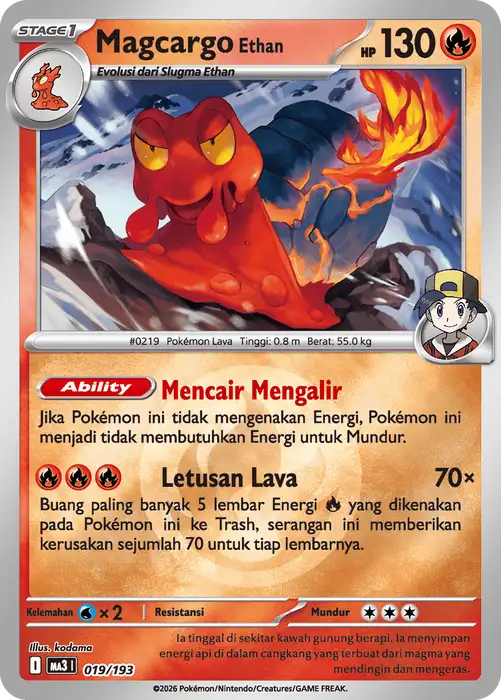 STAGE1
Magcargo Ethan
HP 130
Evolusi dari Slugma Ethan
#0219 Pokémon Lava Tinggi: 0.8 m Berat: 55.0 kg
Ability Mencair Mengalir
Jika Pokémon ini tidak mengenakan Energi, Pokémon ini
menjadi tidak membutuhkan Energi untuk Mundur.
Letusan Lava 70×
Buang paling banyak 5 lembar Energi yang dikenakan
pada Pokémon ini ke Trash, serangan ini memberikan
kerusakan sejumlah 70 untuk tiap lembarnya.
Kelemahan × 2 Resistansi Mundur
Illus. kodama
Ia tinggal di sekitar kawah gunung berapi. Ia menyimpan
energi api di dalam cangkang yang terbuat dari magma yang
mendingin dan mengeras.
I MA3 I 019/193
©2026 Pokémon/Nintendo/Creatures/GAME FREAK.